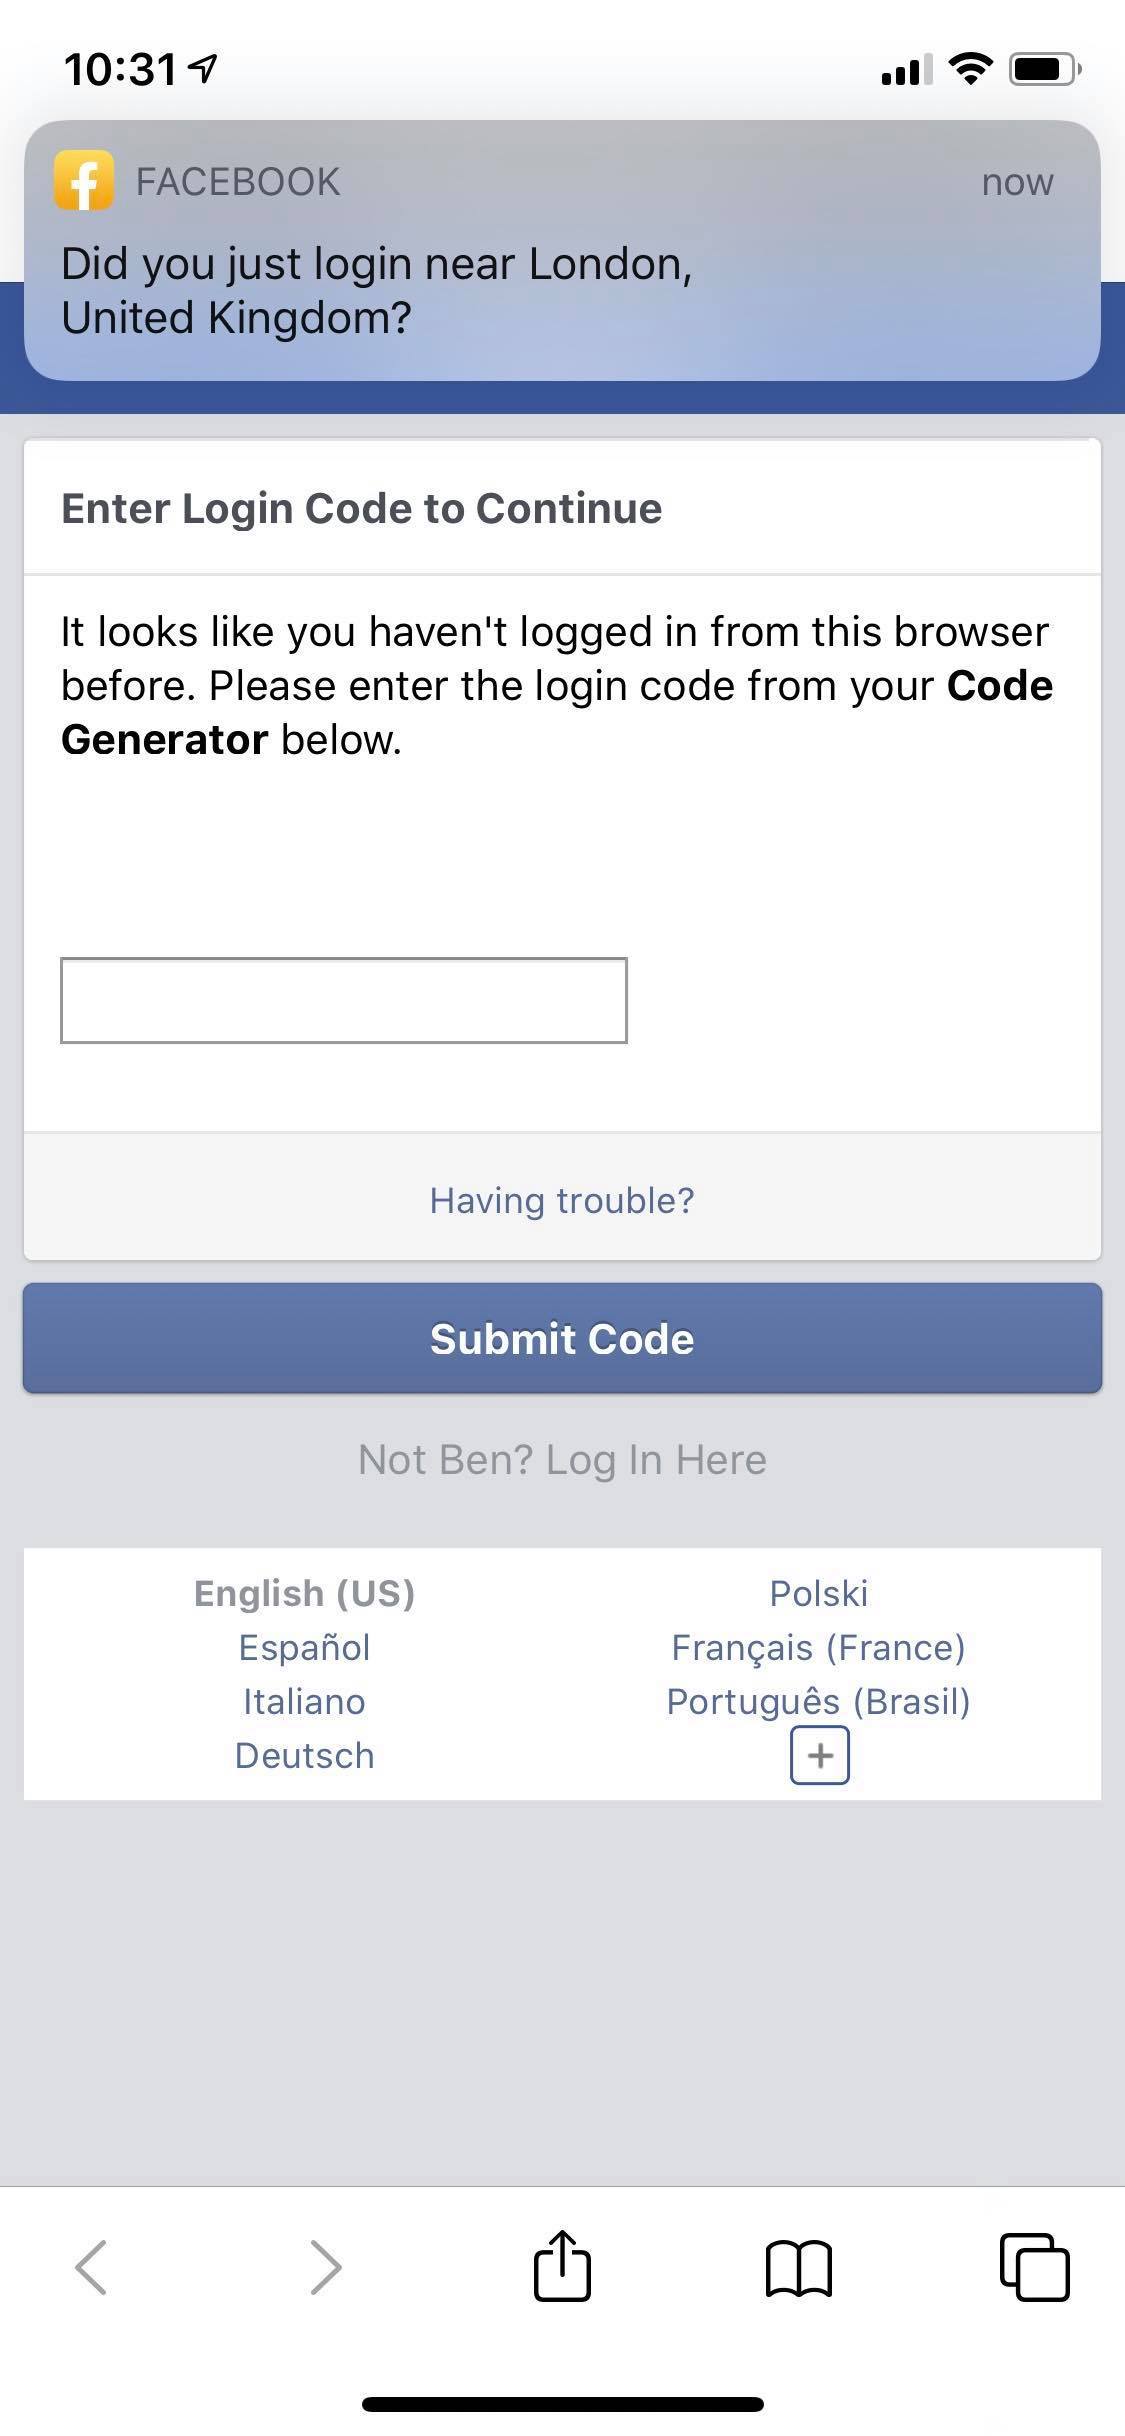 10:31
FACEBOOK
now
Did you just login near London,
United Kingdom?
Enter Login Code to Continue
It looks like you haven't logged in from this browser
before. Please enter the login code from your Code
Generator below.
Having trouble?
Submit Code
Not Ben? Log In Here
English (US)
Polski
Español
Français (France)
Italiano
Português (Brasil)
Deutsch
+